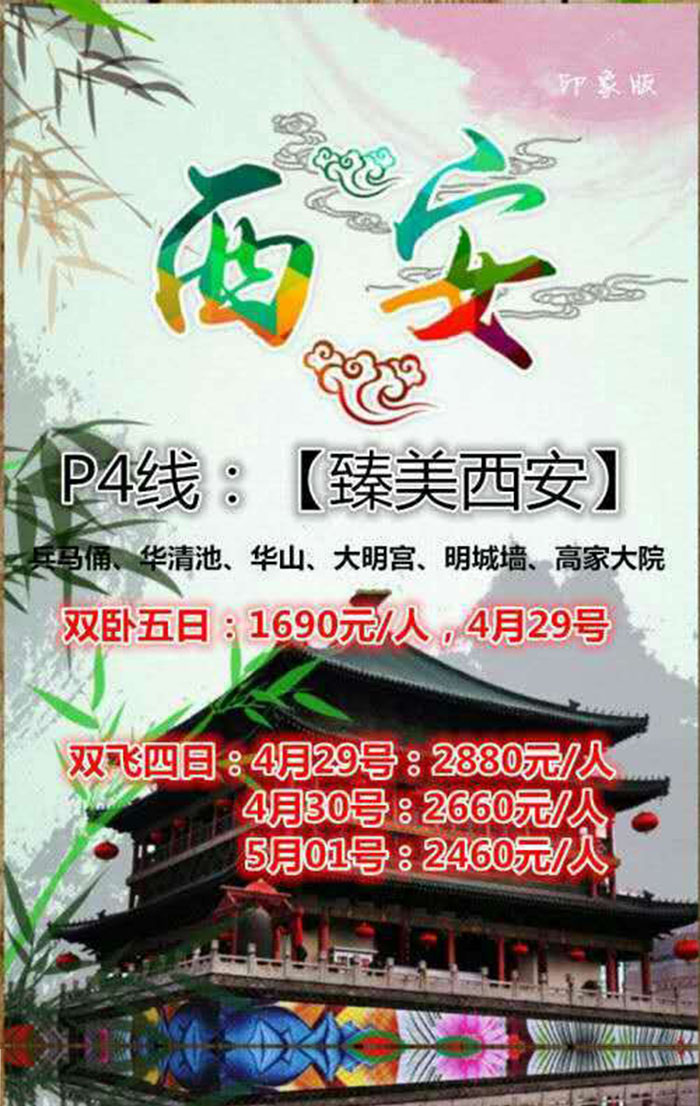 印象版
西安
P4线：【臻美西安】
兵马俑、华清池、华山、大明宫、明城墙、高家大院
双卧五日：1690元/人，4月29号
双飞四日：4月29号：2880元/人
4月30号：2660元/人
5月01号：2460元/人